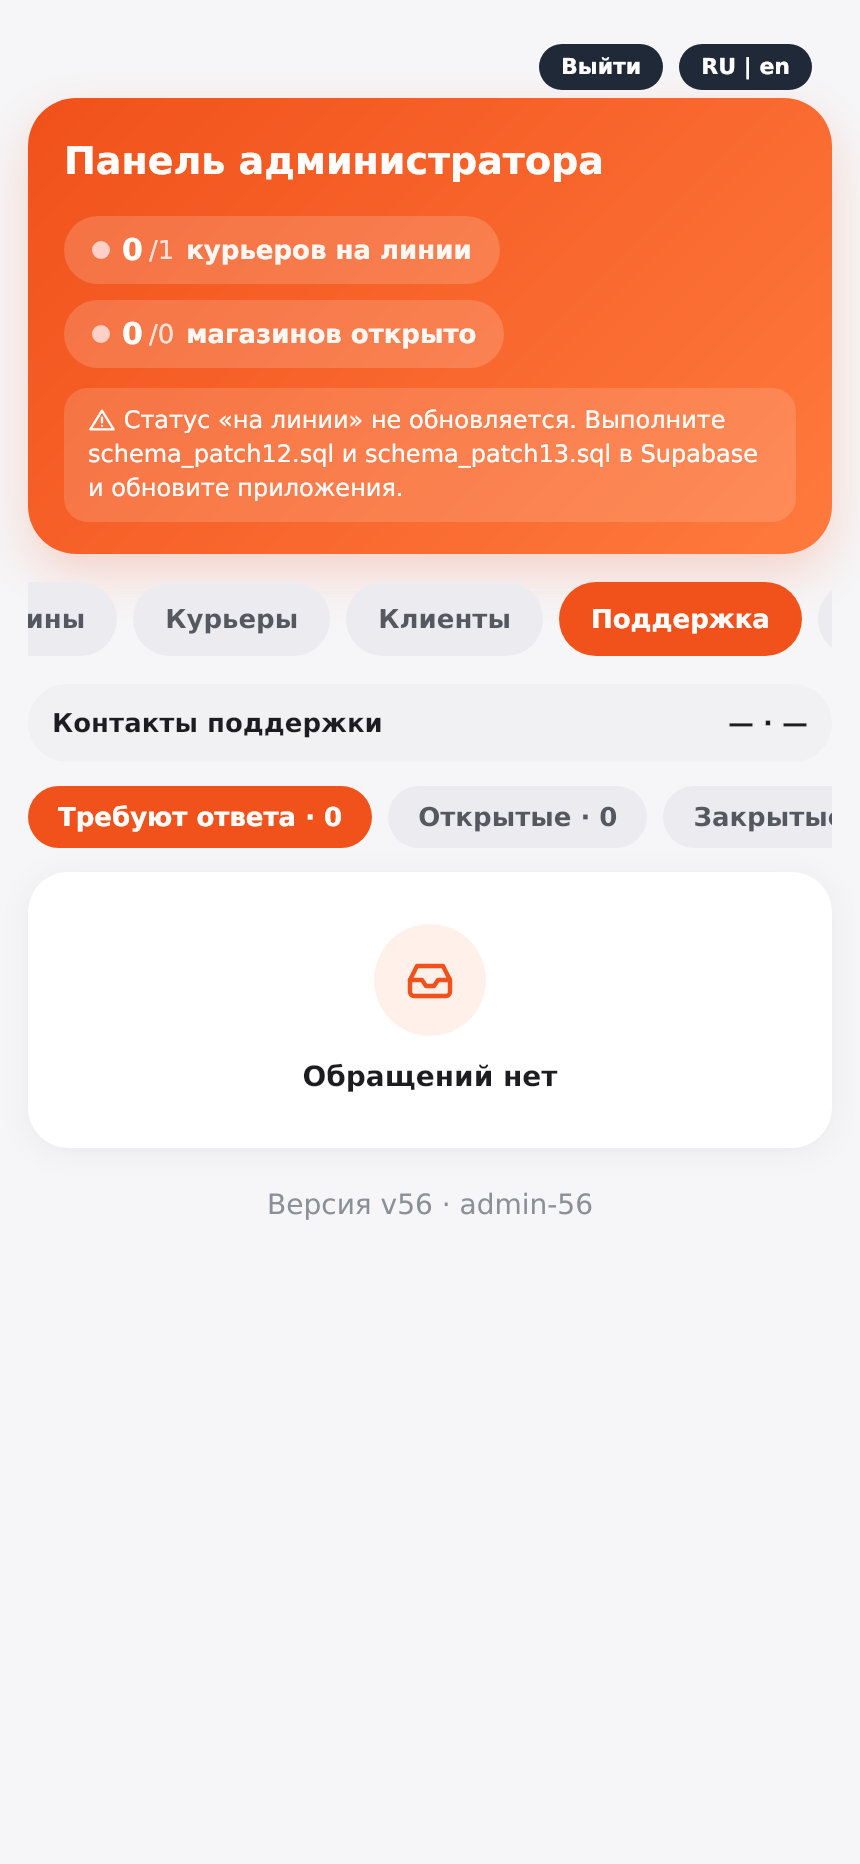 Выйти
RU | en
Панель администратора
0 /1 курьеров на линии
0 /0 магазинов открыто
⚠ Статус «на линии» не обновляется. Выполните
schema_patch12.sql и schema_patch13.sql в Supabase
и обновите приложения.
ины Курьеры Клиенты Поддержка
Контакты поддержки — · —
Требуют ответа · 0 Открытые · 0 Закрытые
Обращений нет
Версия v56 · admin-56